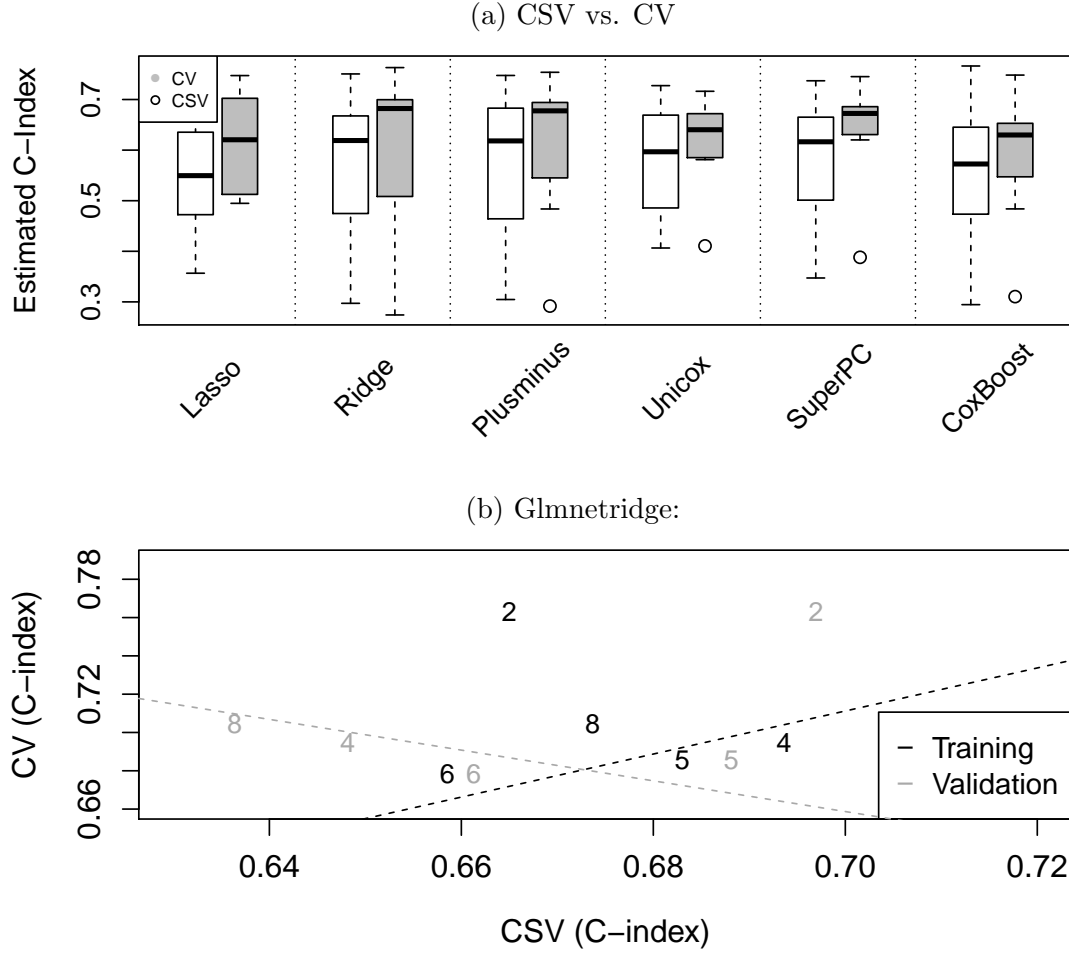 (a) CSV vs. CV
Estimated C−Index
0.7
0.5
0.3
CV
CSV
Lasso
Ridge
Plusminus
Unicox
SuperPC
CoxBoost
(b) Glmnetridge:
CV (C−index)
0.78
0.72
0.66
2
2
8
8
4
4
5
5
6
6
Training
Validation
0.64
0.66
0.68
0.70
0.72
CSV (C−index)